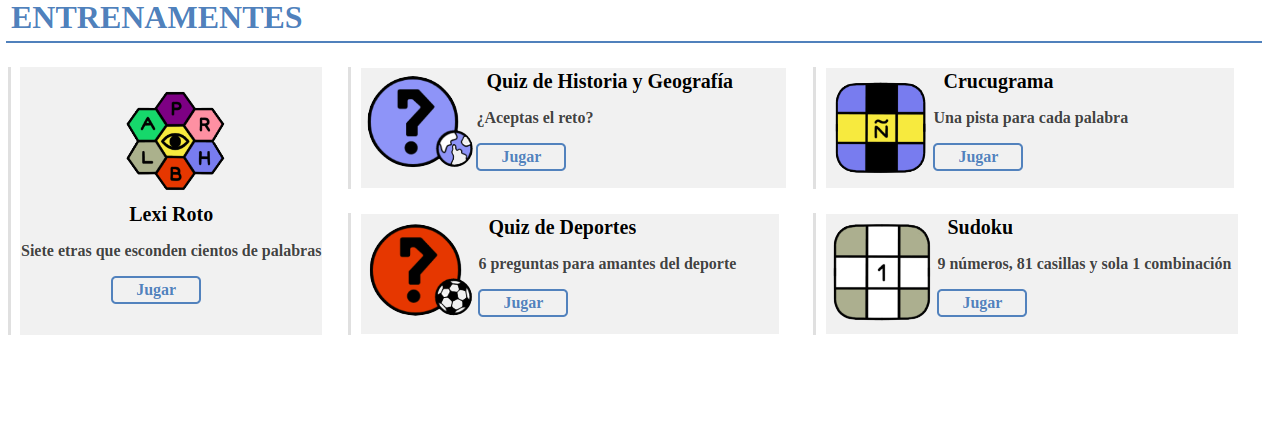 ENTRENAMENTES
P
A
R
L
H
B
Lexi Roto
Siete etras que esconden cientos de palabras
Jugar
?
Quiz de Historia y Geografía
¿Aceptas el reto?
Jugar
?
Quiz de Deportes
6 preguntas para amantes del deporte
Jugar
Ñ
Crucugrama
Una pista para cada palabra
Jugar
1
Sudoku
9 números, 81 casillas y sola 1 combinación
Jugar